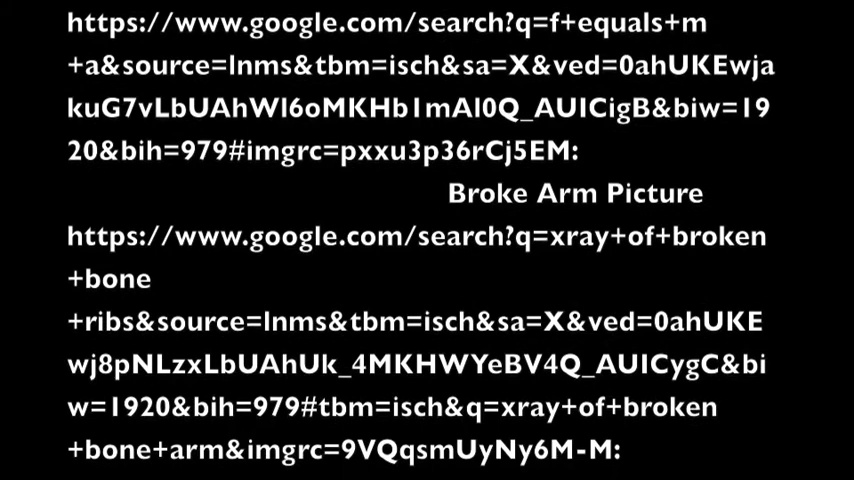 https://www.google.com/search?q=f+equals+m
+a&source=lnms&tbm=isch&sa=X&ved=0ahUKEwja
kuG7vLbUAhWI6oMKHb1mAI0Q_AUICigB&biw=19
20&bih=979#imgrc=pxxu3p36rCj5EM:
Broke Arm Picture
https://www.google.com/search?q=xray+of+broken
+bone
+ribs&source=lnms&tbm=isch&sa=X&ved=0ahUKE
wj8pNLzxLbUAhUk_4MKHWYeBV4Q_AUICygC&bi
w=1920&bih=979#tbm=isch&q=xray+of+broken
+bone+arm&imgrc=9VQqsmUyNy6M-M: